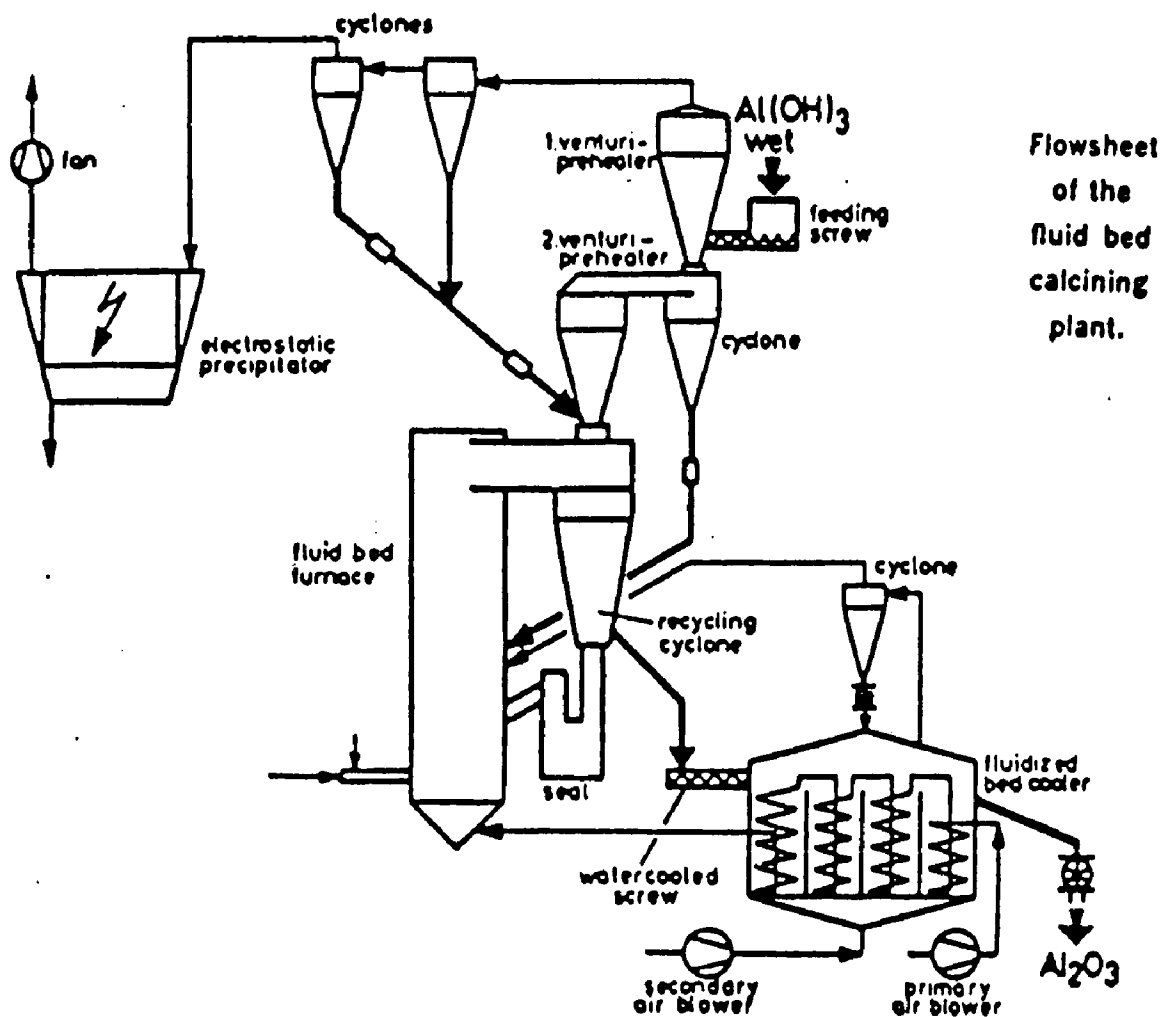 cyclones
Al(OH)3
wet
1.venturi-
preheater
fan
feeding
screw
2.venturi-
preheater
Flowsheet
of the
fluid bed
calcining
plant.
electrostatic
precipitator
cyclone
fluid bed
furnace
cyclone
recycling
cyclone
fluidized
bed cooler
seal
watercooled
screw
secondary
air blower
primary
air blower
Al2O3